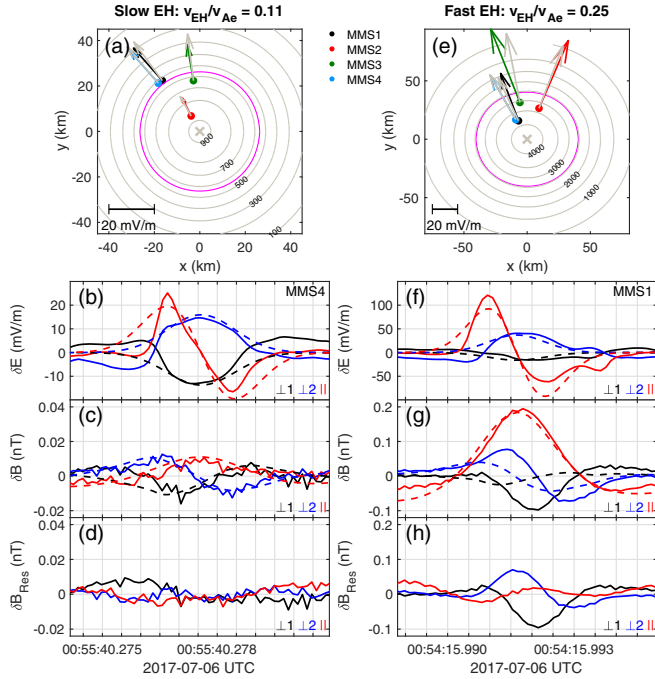 Slow EH: v_EH/v_Ae = 0.11
Fast EH: v_EH/v_Ae = 0.25
(a)
MMS1
MMS2
MMS3
MMS4
(e)
y (km)
40
20
0
-20
-40
900
700
500
300
100
20 mV/m
-40 -20 0 20 40
x (km)
y (km)
50
0
-50
4000
3000
2000
1000
20 mV/m
-50 0 50
x (km)
(b)
MMS4
δE (mV/m)
20
10
0
-10
⊥1 ⊥2 ||
(f)
MMS1
δE (mV/m)
100
50
0
-50
⊥1 ⊥2 ||
(c)
δB (nT)
0.04
0.02
0
-0.02
⊥1 ⊥2 ||
(g)
δB (nT)
0.2
0.1
0
-0.1
⊥1 ⊥2 ||
(d)
δB_Res (nT)
0.04
0.02
0
-0.02
⊥1 ⊥2 ||
(h)
δB_Res (nT)
0.2
0.1
0
-0.1
⊥1 ⊥2 ||
00:55:40.275 00:55:40.278
2017-07-06 UTC
00:54:15.990 00:54:15.993
2017-07-06 UTC